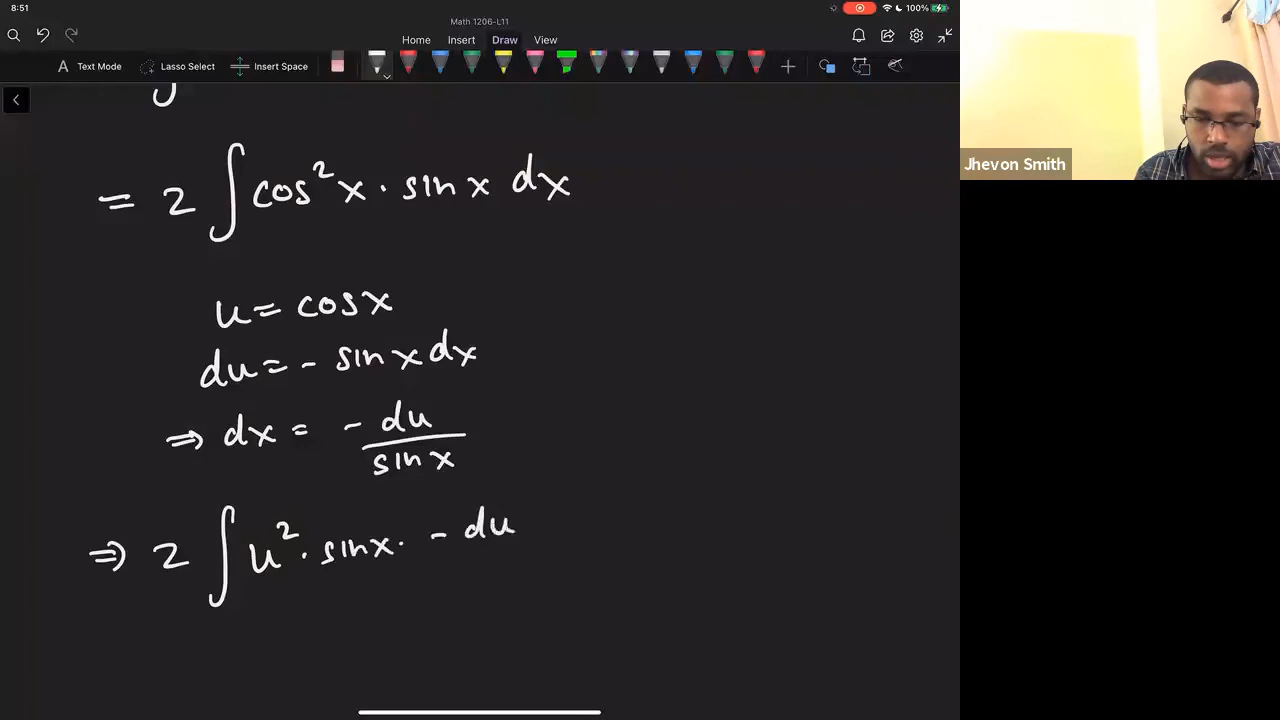 8:51
100%
Math 1206-L11
Home Insert Draw View
Text Mode Lasso Select Insert Space
= 2 ∫ cos² x · sin x dx
u = cos x
du = - sin x dx
⇒ dx = - du / sin x
⇒ 2 ∫ u² · sin x · - du
Jhevon Smith